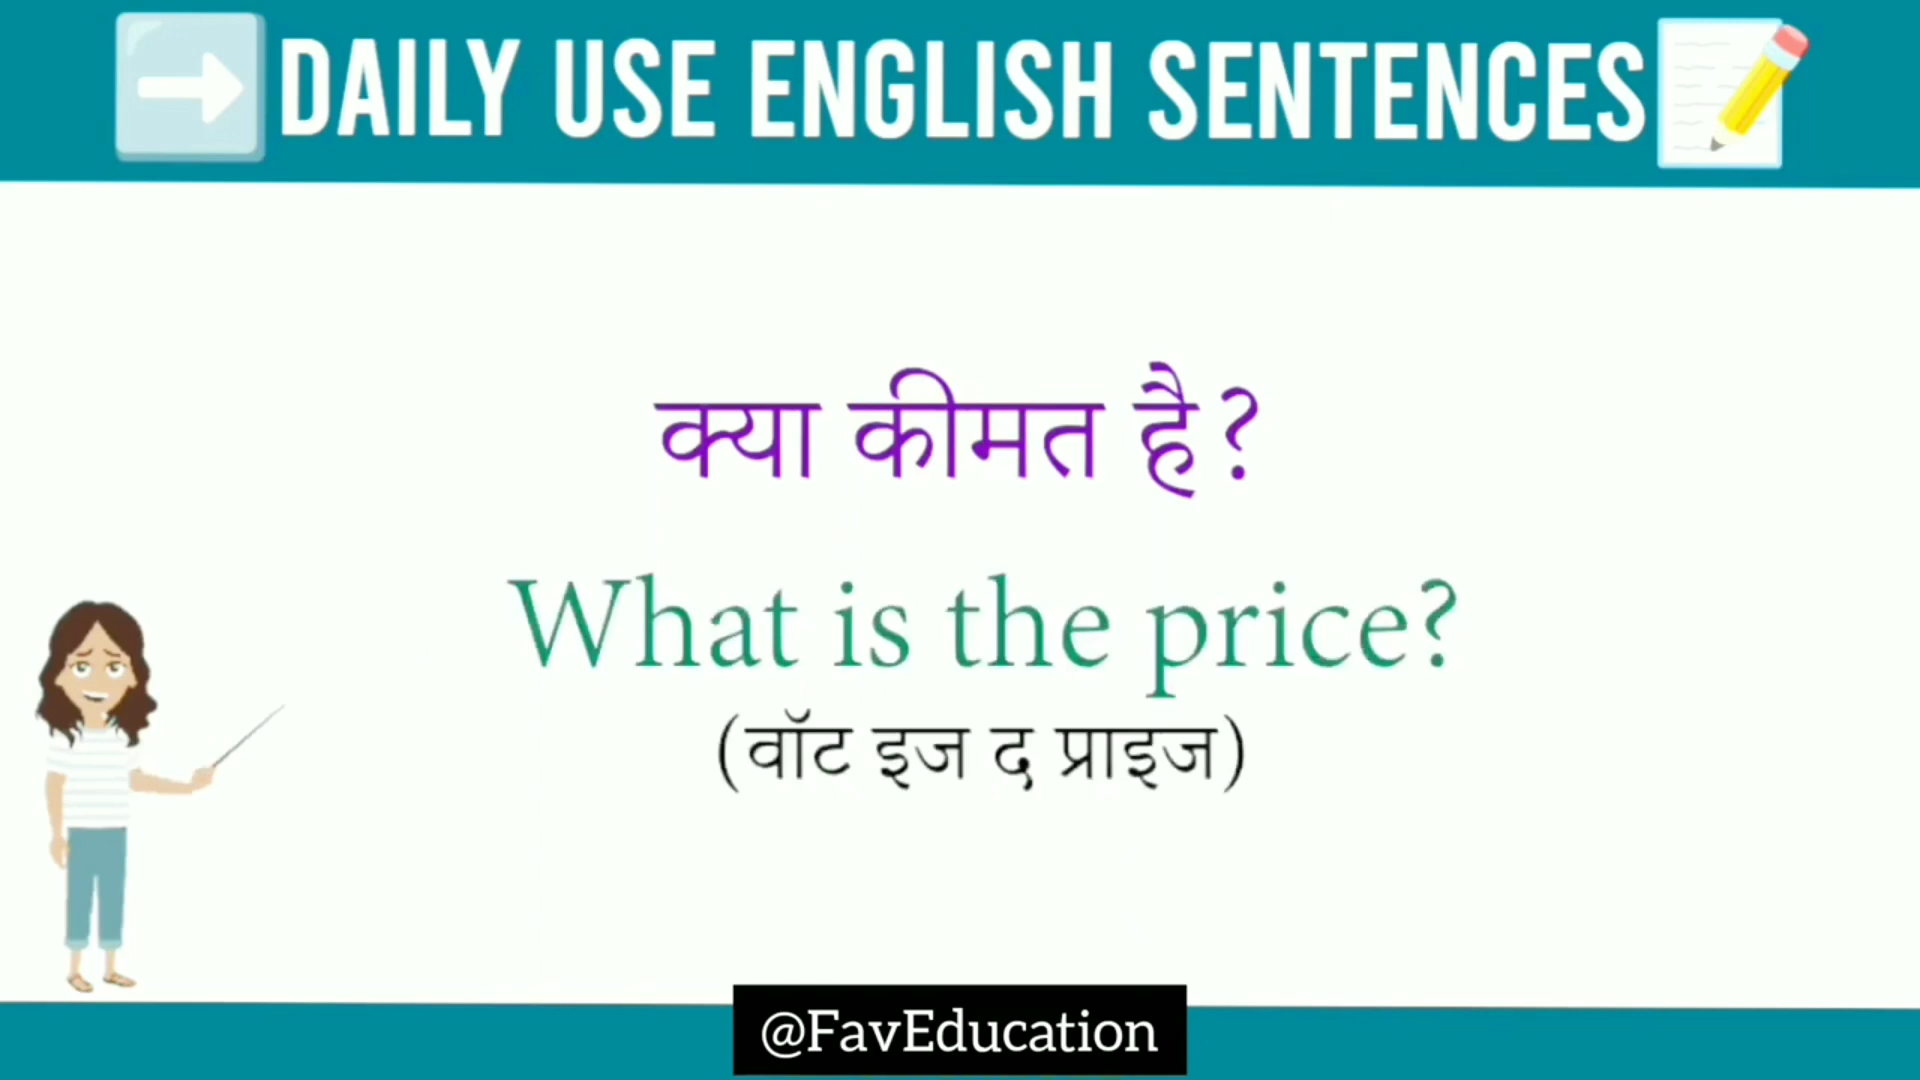 DAILY USE ENGLISH SENTENCES
क्या कीमत है?
What is the price?
(वॉट इज द प्राइज)
@FavEducation